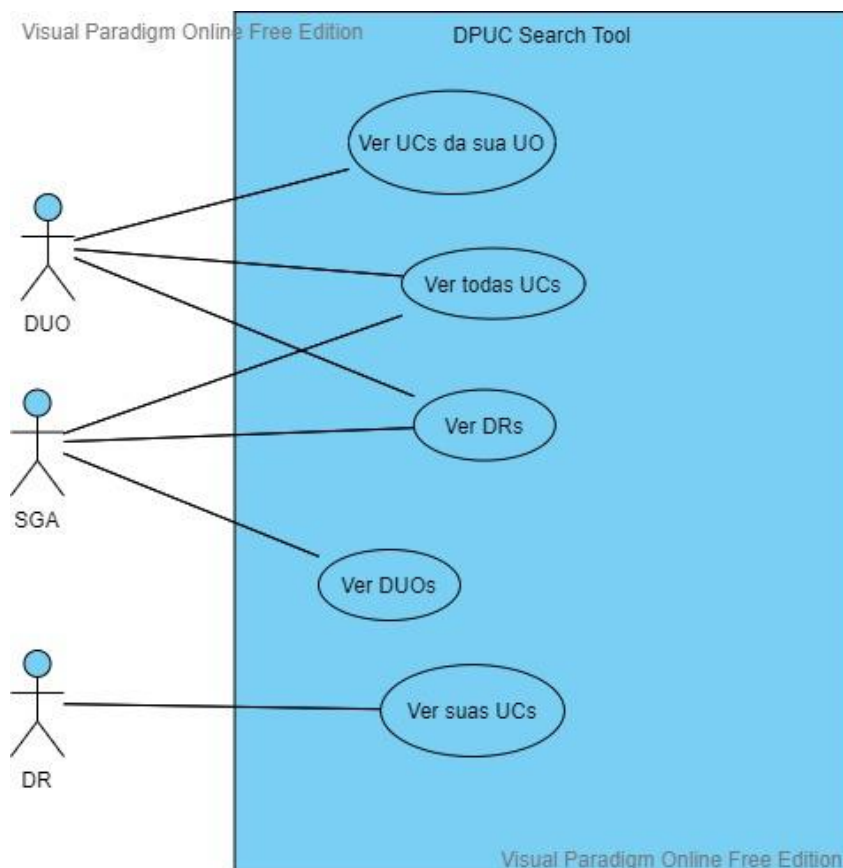 Visual Paradigm Online Free Edition
DPUC Search Tool
Ver UCs da sua UO
DUO
Ver todas UCs
Ver DRs
SGA
Ver DUOs
Ver suas UCs
DR
Visual Paradigm Online Free Edition